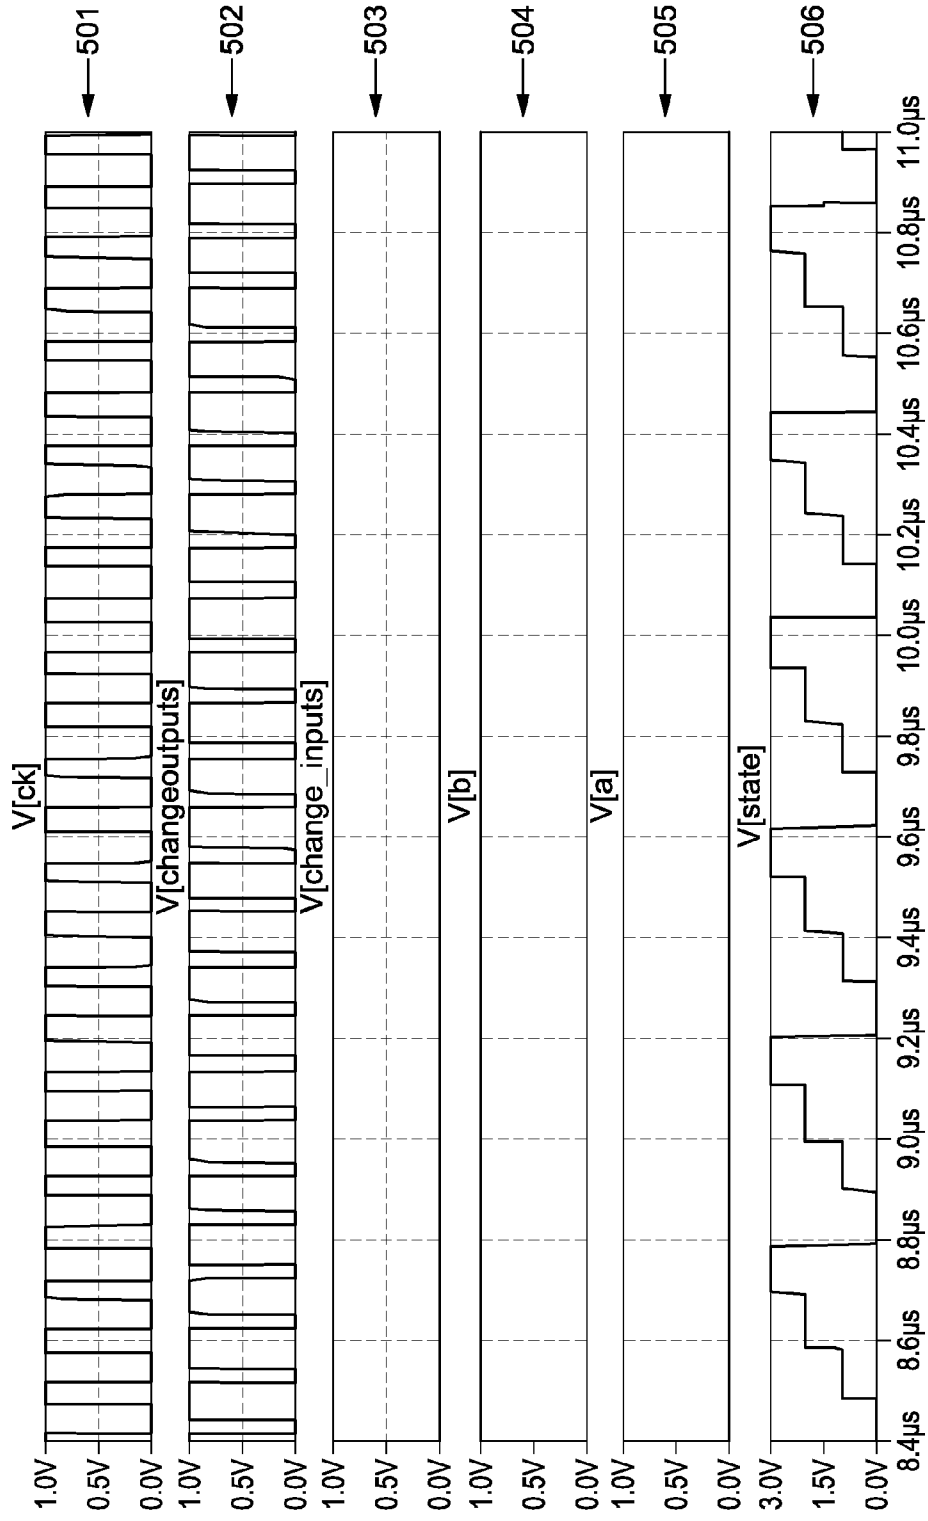 V[ck]
1.0V
0.5V
0.0V
501
V[changeoutputs]
1.0V
0.5V
0.0V
502
V[change_inputs]
1.0V
0.5V
0.0V
503
V[b]
1.0V
0.5V
0.0V
504
V[a]
1.0V
0.5V
0.0V
505
V[state]
3.0V
1.5V
0.0V
506
8.4µs 8.6µs 8.8µs 9.0µs 9.2µs 9.4µs 9.6µs 9.8µs 10.0µs 10.2µs 10.4µs 10.6µs 10.8µs 11.0µs